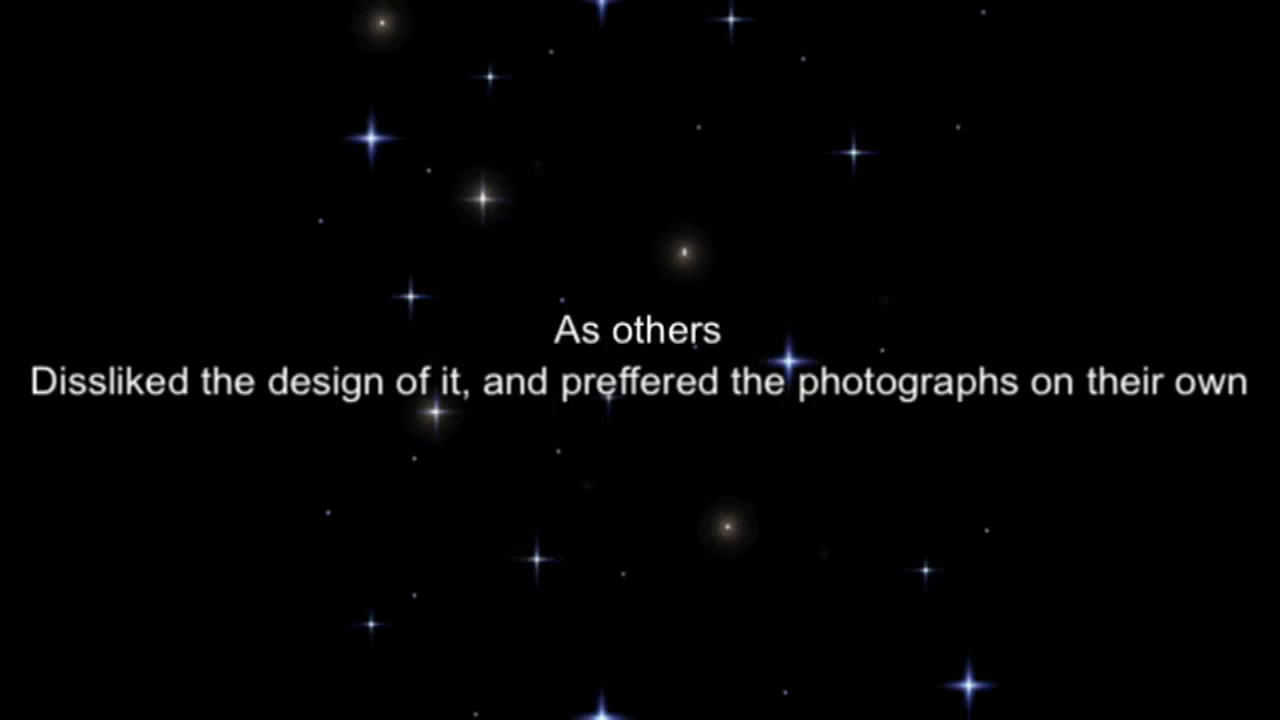 As others
Dissliked the design of it, and preffered the photographs on their own